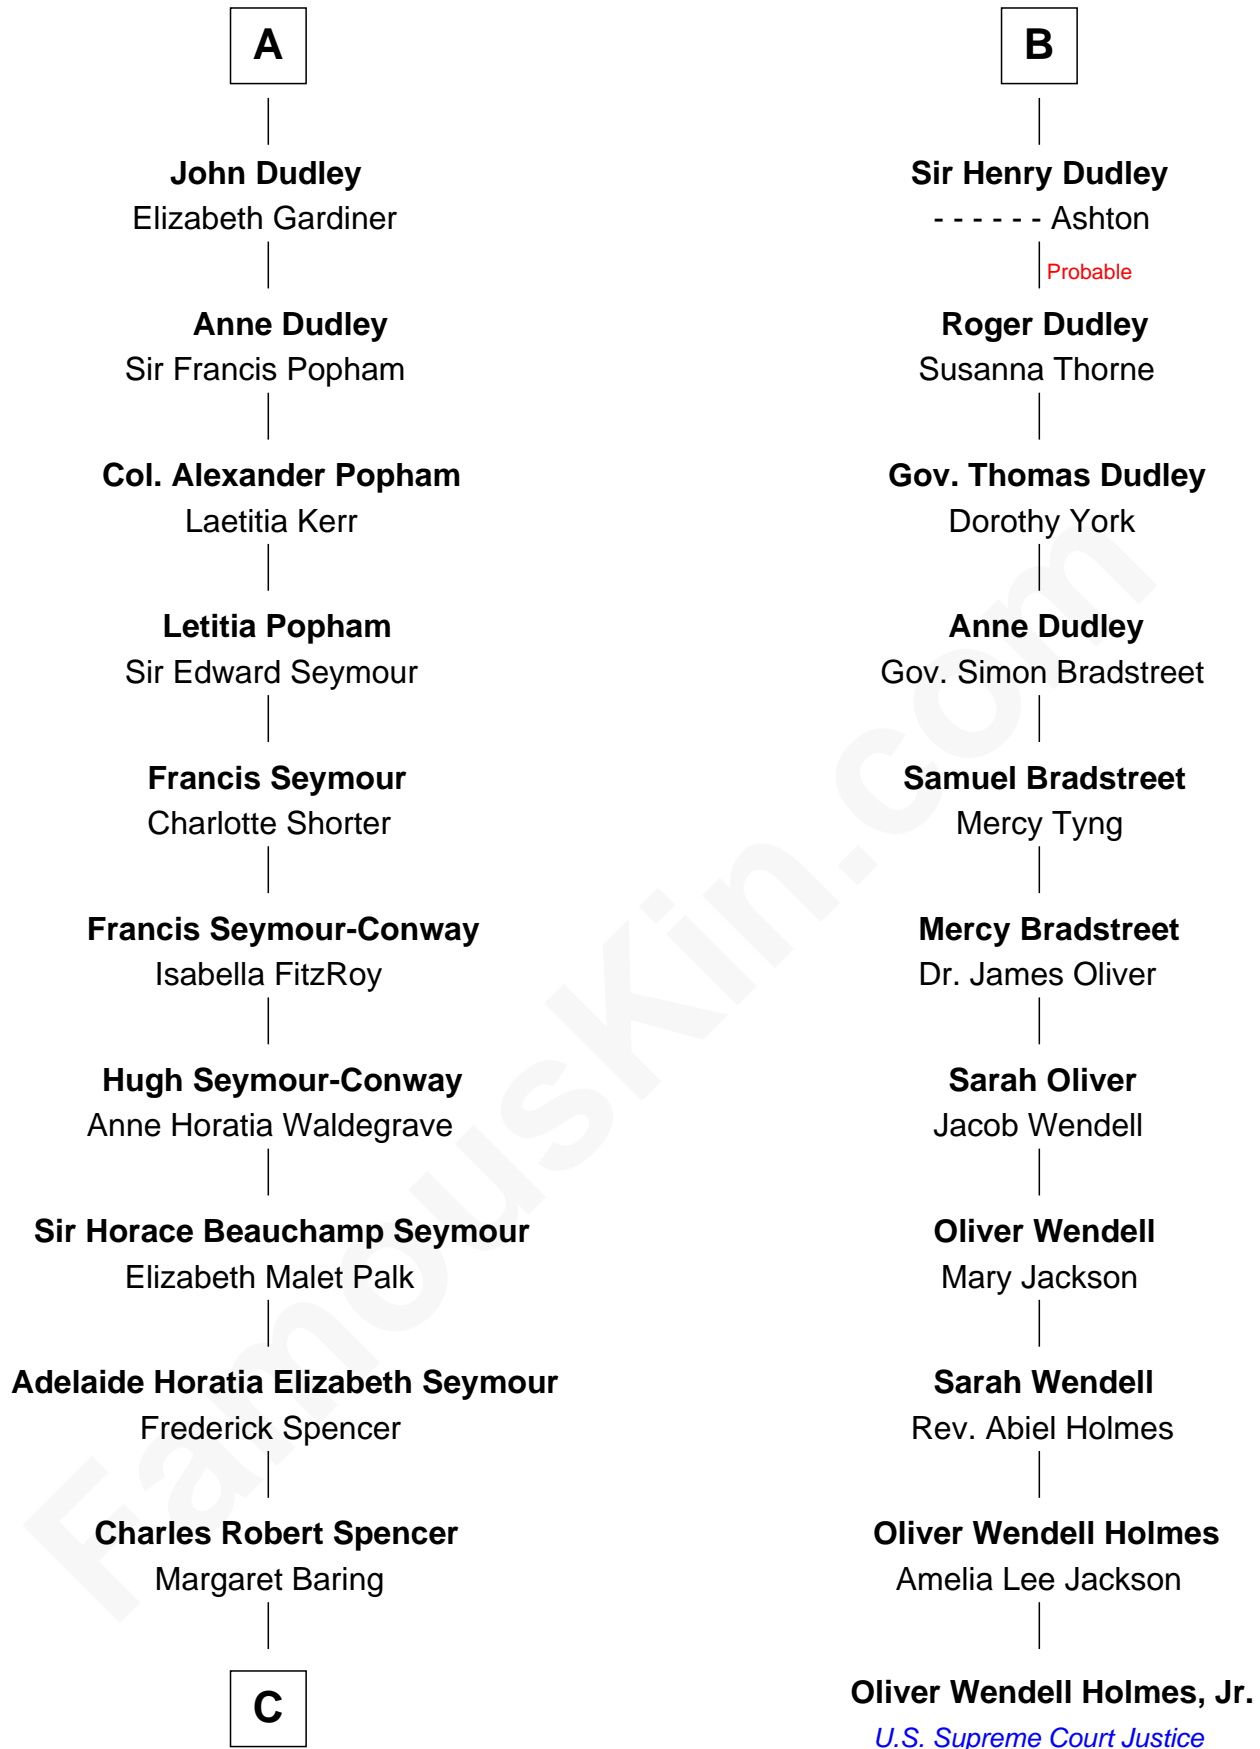 A
John Dudley
Elizabeth Gardiner
Anne Dudley
Sir Francis Popham
Col. Alexander Popham
Laetitia Kerr
Letitia Popham
Sir Edward Seymour
Francis Seymour
Charlotte Shorter
Francis Seymour-Conway
Isabella FitzRoy
Hugh Seymour-Conway
Anne Horatia Waldegrave
Sir Horace Beauchamp Seymour
Elizabeth Malet Palk
Adelaide Horatia Elizabeth Seymour
Frederick Spencer
Charles Robert Spencer
Margaret Baring
C
B
Sir Henry Dudley
- - - - - - Ashton
Probable
Roger Dudley
Susanna Thorne
Gov. Thomas Dudley
Dorothy York
Anne Dudley
Gov. Simon Bradstreet
Samuel Bradstreet
Mercy Tyng
Mercy Bradstreet
Dr. James Oliver
Sarah Oliver
Jacob Wendell
Oliver Wendell
Mary Jackson
Sarah Wendell
Rev. Abiel Holmes
Oliver Wendell Holmes
Amelia Lee Jackson
Oliver Wendell Holmes, Jr.
U.S. Supreme Court Justice
FamousKin.com